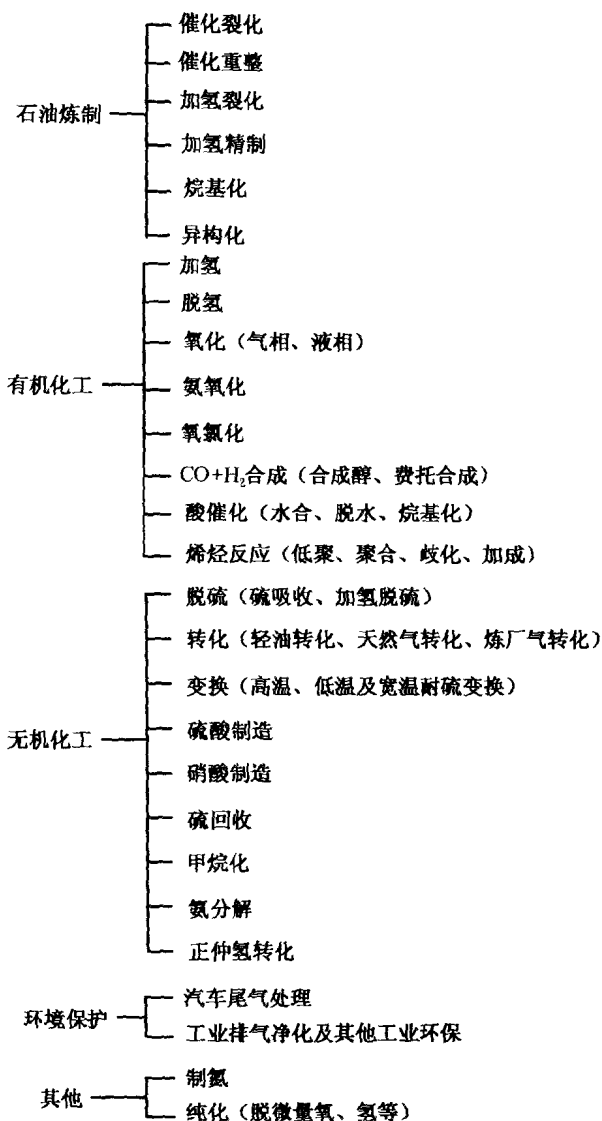 石油炼制
催化裂化
催化重整
加氢裂化
加氢精制
烷基化
异构化
有机化工
加氢
脱氢
氧化（气相、液相）
氨氧化
氧氯化
CO+H₂合成（合成醇、费托合成）
酸催化（水合、脱水、烷基化）
烯烃反应（低聚、聚合、歧化、加成）
无机化工
脱硫（硫吸收、加氢脱硫）
转化（轻油转化、天然气转化、炼厂气转化）
变换（高温、低温及宽温耐硫变换）
硫酸制造
硝酸制造
硫回收
甲烷化
氨分解
正仲氢转化
环境保护
汽车尾气处理
工业排气净化及其他工业环保
其他
制氮
纯化（脱微量氧、氢等）